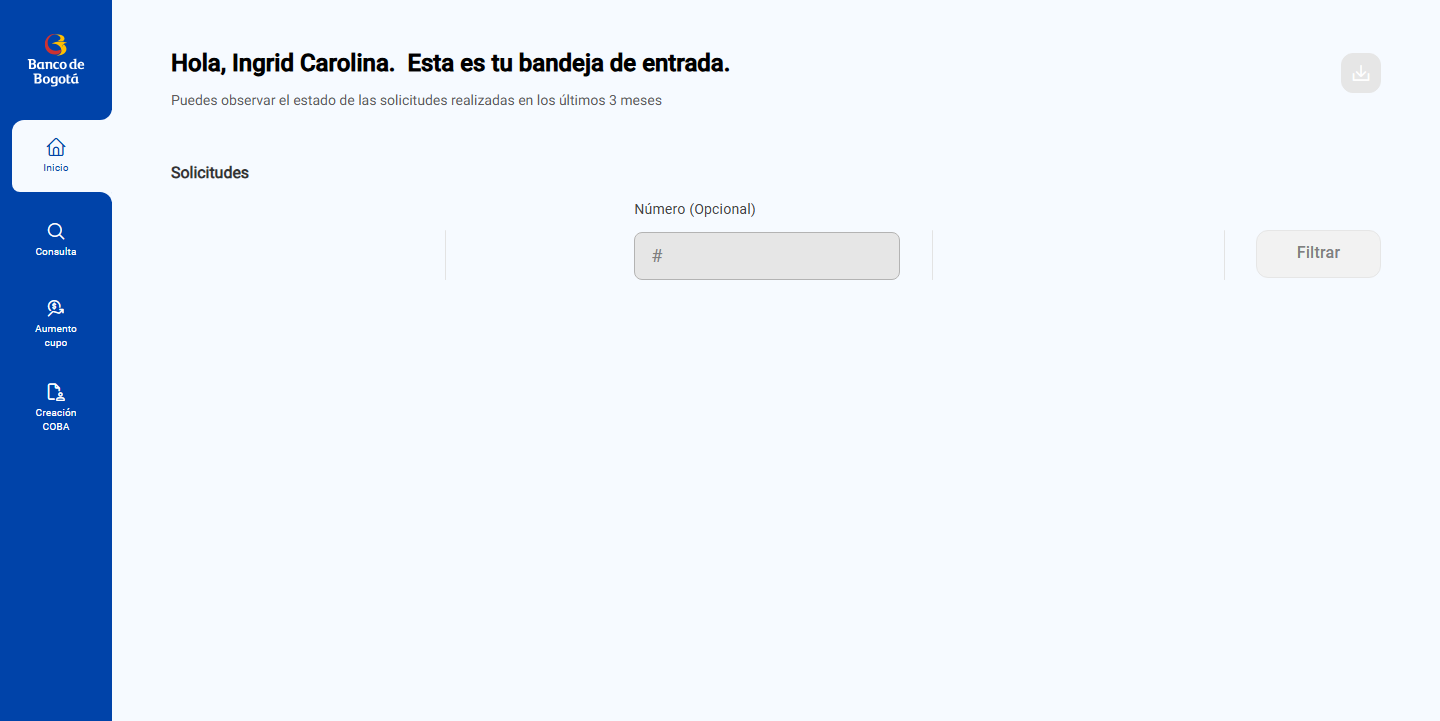 Banco de
Bogotá
Inicio
Consulta
Aumento
cupo
Creación
COBA
Hola, Ingrid Carolina.  Esta es tu bandeja de entrada.
Puedes observar el estado de las solicitudes realizadas en los últimos 3 meses
Solicitudes
Número (Opcional)
#
Filtrar